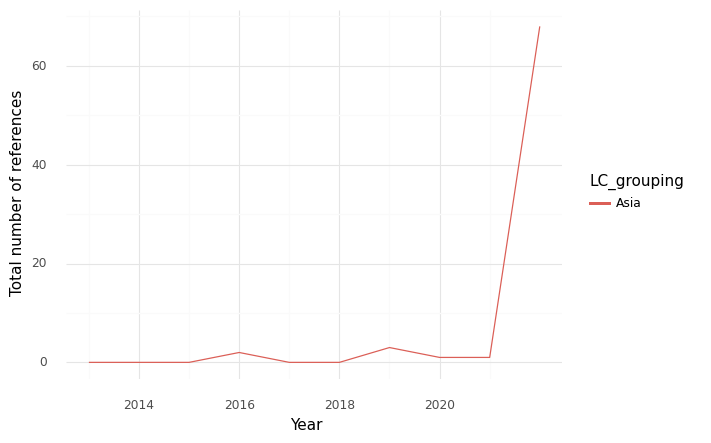 Total number of references
60
40
20
0
2014 2016 2018 2020
Year
LC_grouping
Asia